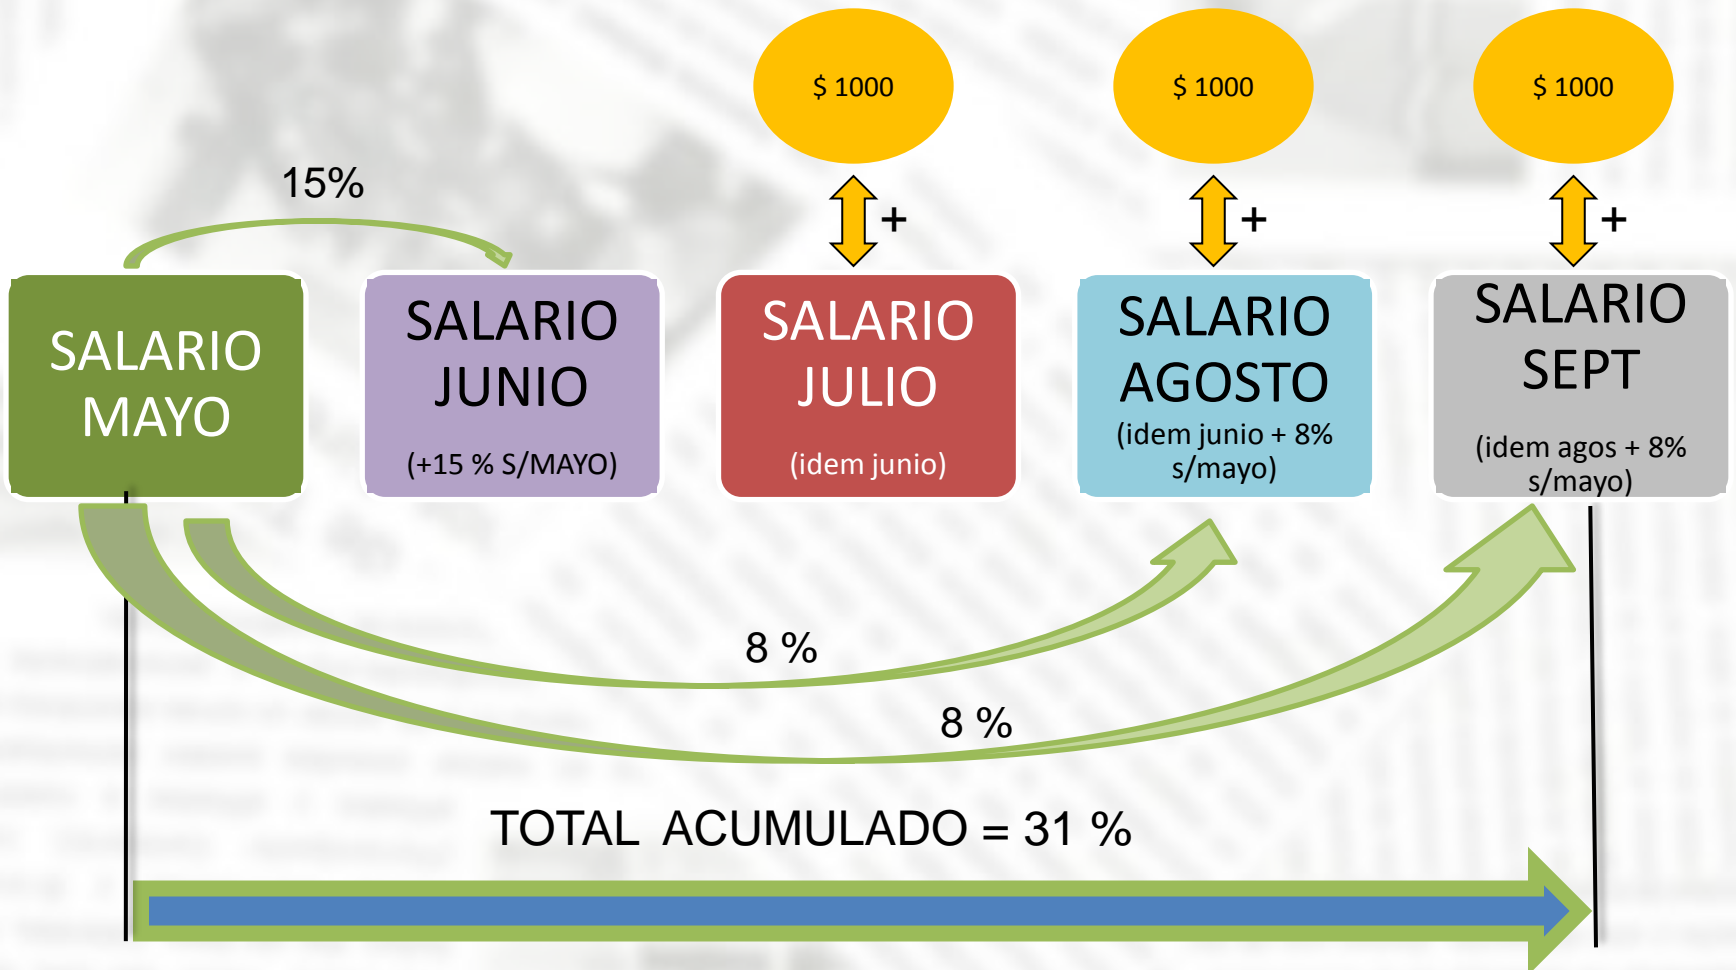 $ 1000
$ 1000
$ 1000
15%
+
+
+
SALARIO
MAYO
SALARIO
JUNIO
(+15 % S/MAYO)
SALARIO
JULIO
(idem junio)
SALARIO
AGOSTO
(idem junio + 8%
s/mayo)
SALARIO
SEPT
(idem agos + 8%
s/mayo)
8 %
8 %
TOTAL ACUMULADO = 31 %